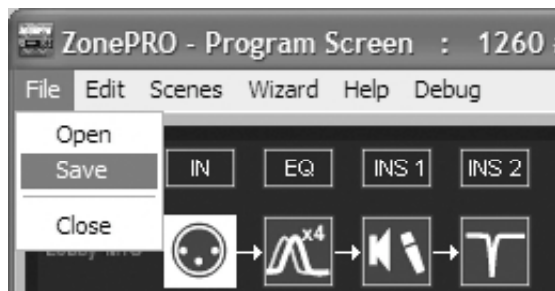 ZonePRO - Program Screen : 1260
File Edit Scenes Wizard Help Debug
Open
Save
Close
IN EQ INS 1 INS 2
x4